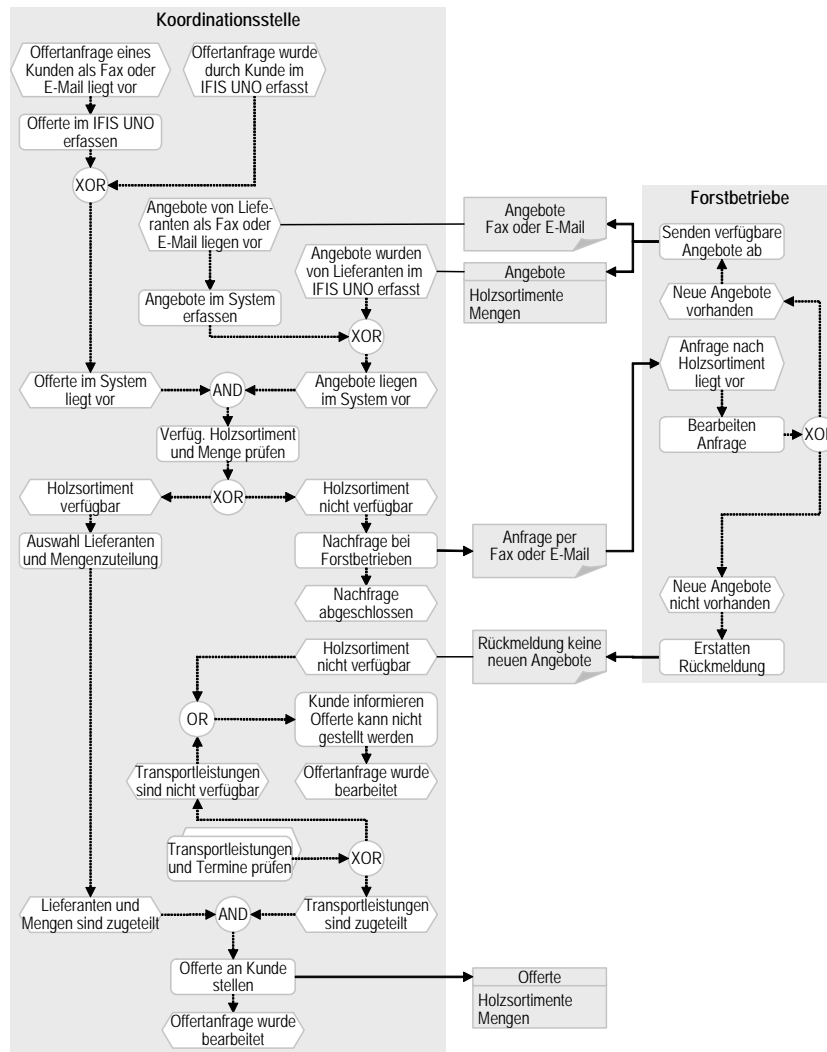 Koordinationsstelle
Offertanfrage eines
Kunden als Fax oder
E-Mail liegt vor
Offertanfrage wurde
durch Kunde im
IFIS UNO erfasst
Offerte im IFIS UNO
erfassen
XOR
Angebote von Liefe-
ranten als Fax oder
E-Mail liegen vor
Angebote wurden
von Lieferanten im
IFIS UNO erfasst
Angebote im System
erfassen
XOR
Offerte im System
liegt vor
AND
Angebote liegen
im System vor
Verfüg. Holzsortiment
und Menge prüfen
Holzsortiment
verfügbar
XOR
Holzsortiment
nicht verfügbar
Auswahl Lieferanten
und Mengenzuteilung
Nachfrage bei
Forstbetrieben
Nachfrage
abgeschlossen
Holzsortiment
nicht verfügbar
OR
Kunde informieren
Offerte kann nicht
gestellt werden
Transportleistungen
sind nicht verfügbar
Offertanfrage wurde
bearbeitet
Transportleistungen
und Termine prüfen
XOR
Lieferanten und
Mengen sind zugeteilt
AND
Transportleistungen
sind zugeteilt
Offerte an Kunde
stellen
Offertanfrage wurde
bearbeitet
Angebote
Fax oder E-Mail
Angebote
Holzsortimente
Mengen
Anfrage per
Fax oder E-Mail
Rückmeldung keine
neuen Angebote
Offerte
Holzsortimente
Mengen
Forstbetriebe
Senden verfügbare
Angebote ab
Neue Angebote
vorhanden
Anfrage nach
Holzsortiment
liegt vor
Bearbeiten
Anfrage
XOR
Neue Angebote
nicht vorhanden
Erstatten
Rückmeldung